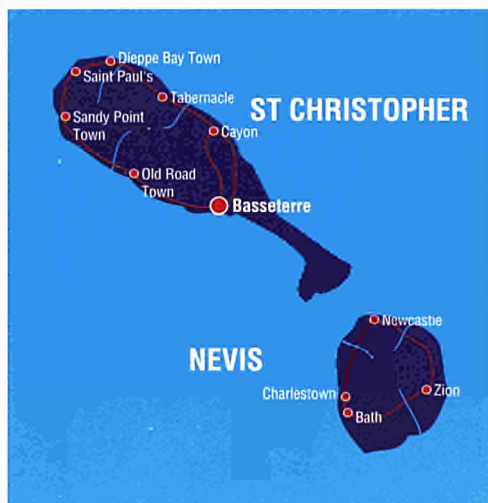 Dieppe Bay Town
Saint Paul's
Tabernacle
ST CHRISTOPHER
Sandy Point
Town
Cayon
Old Road
Town
Basseterre
Newcastle
NEVIS
Charlestown
Zion
Bath